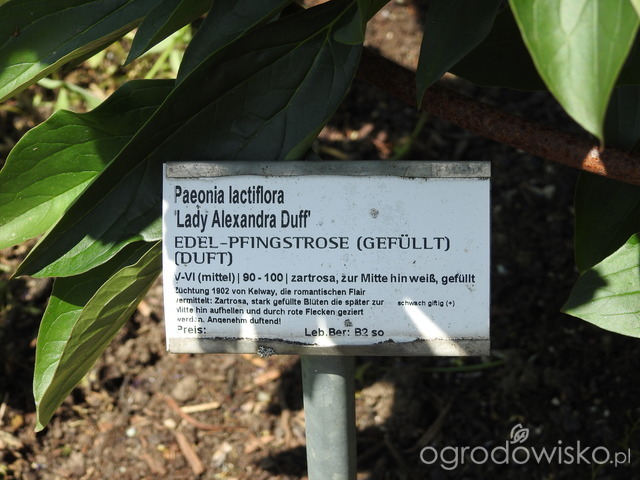 Paeonia lactiflora
'Lady Alexandra Duff'
EDEL-PFINGSTROSE (GEFÜLLT)
(DUFT)
V-VI (mittel) | 90 - 100 | zartrosa, zur Mitte hin weiß, gefüllt
Züchtung 1902 von Kelway, die romantischen Flair
vermittelt: Zartrosa, stark gefüllte Blüten die später zur
Mitte hin aufhellen und durch rote Flecken geziert
werden. Angenehm duftend!
schwach giftig (+)
Preis: Leb.Ber: B2 so
ogrodowisko.pl